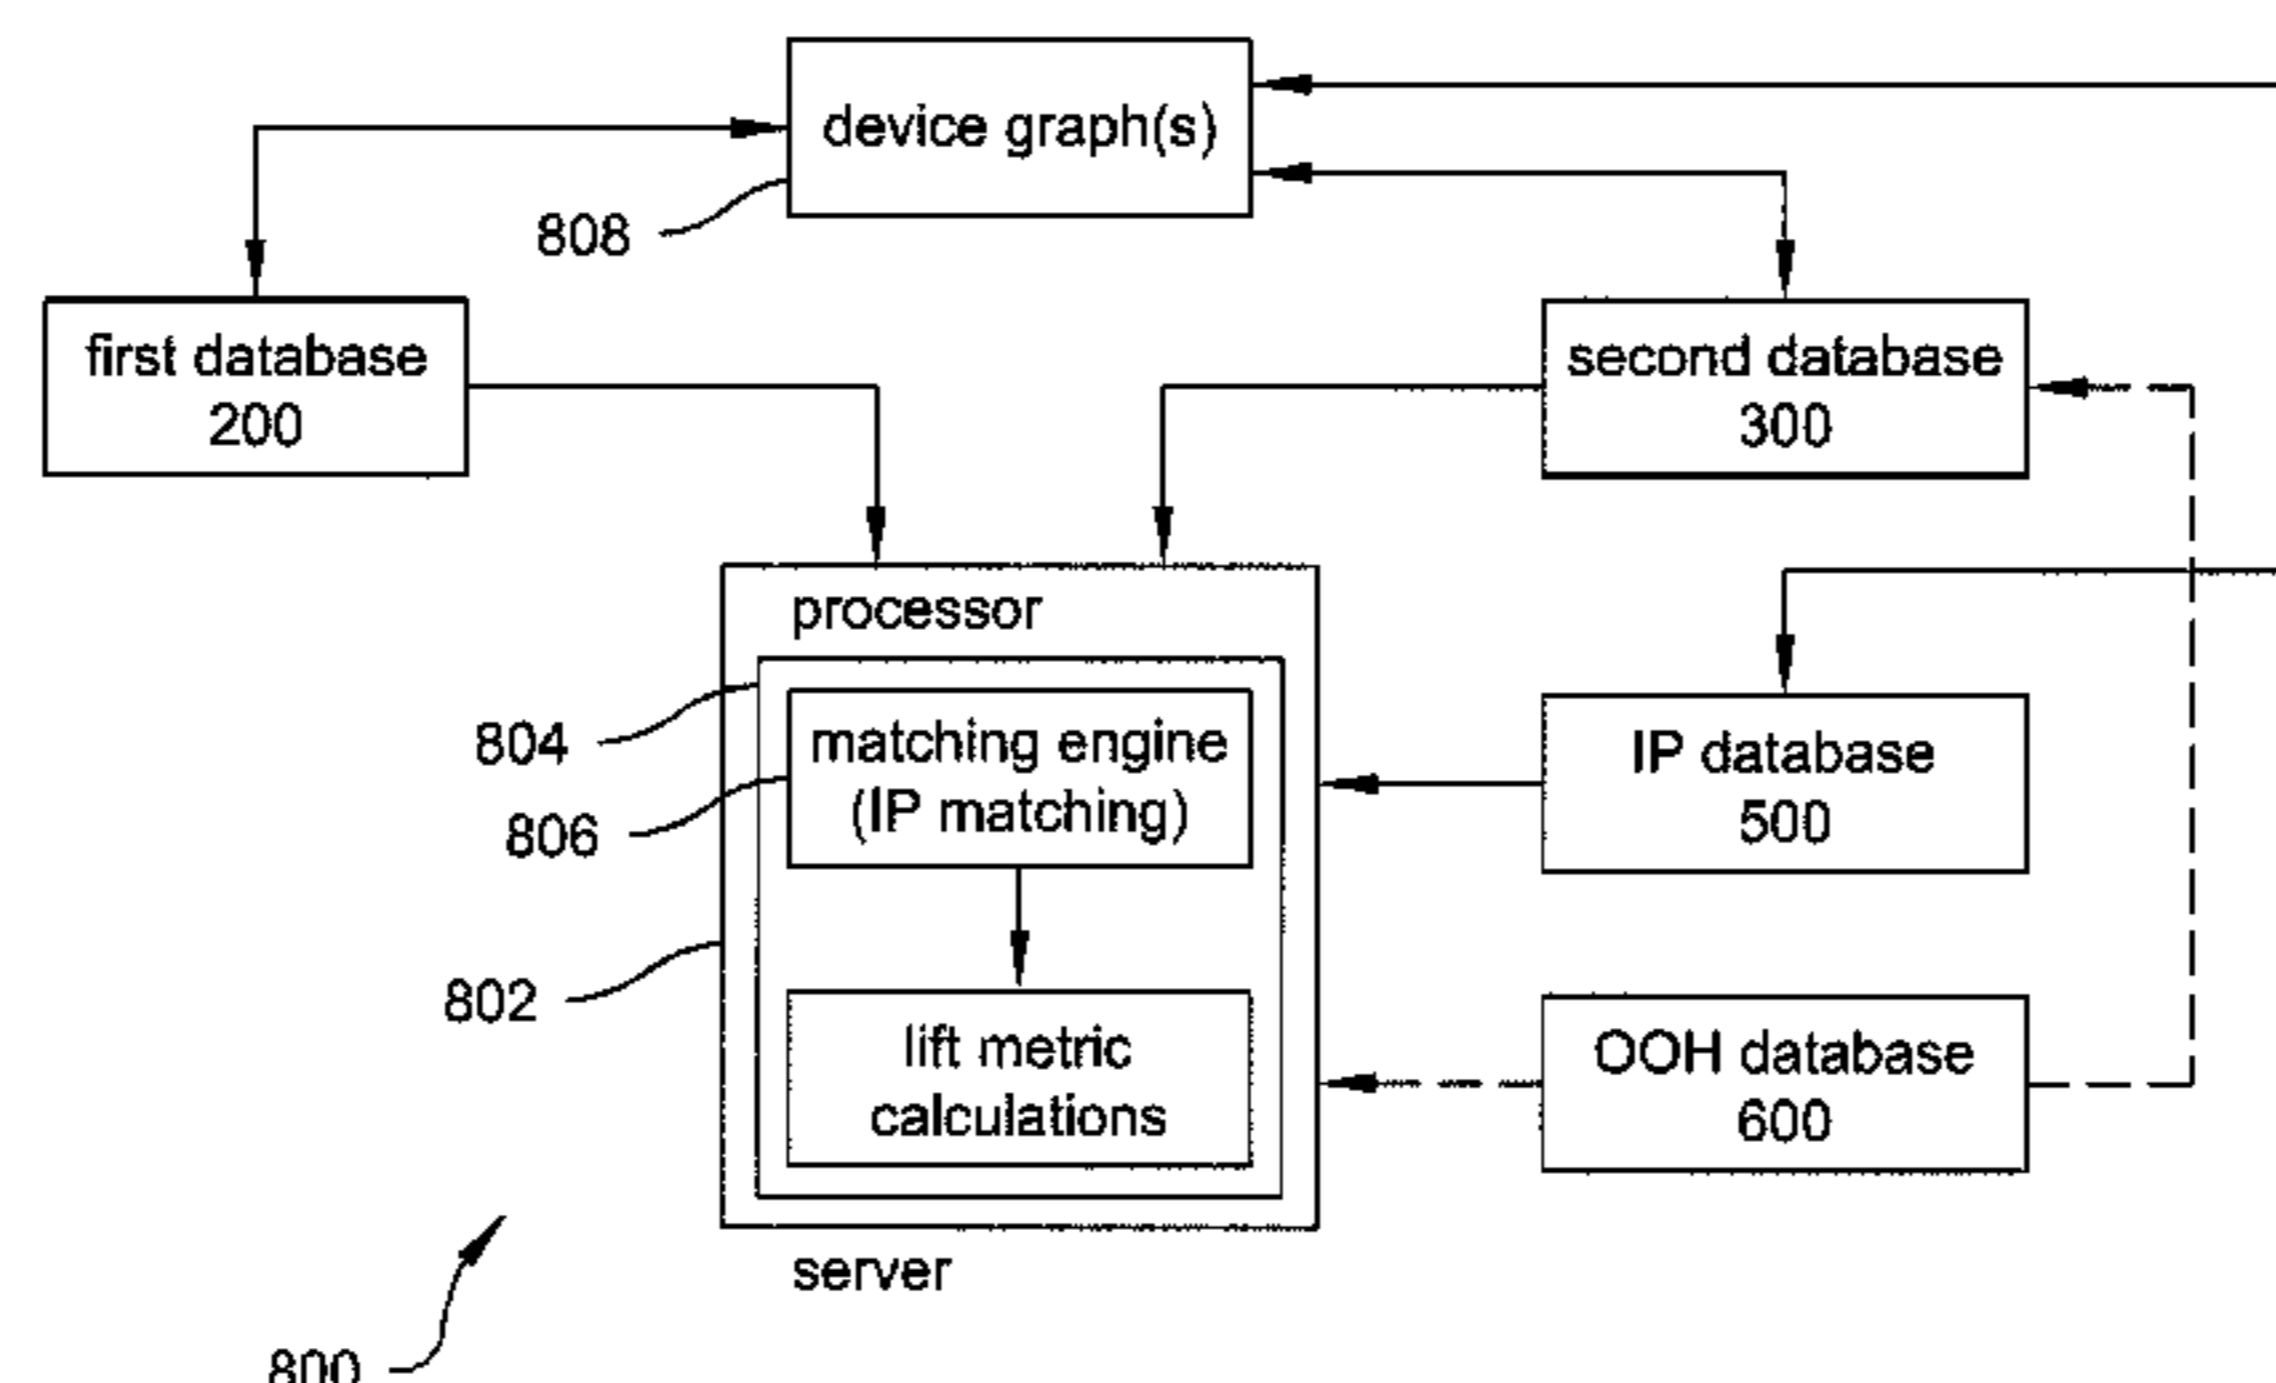 device graph(s)
808
first database
200
second database
300
processor
804
matching engine
(IP matching)
806
IP database
500
802
lift metric
calculations
OOH database
600
server
800